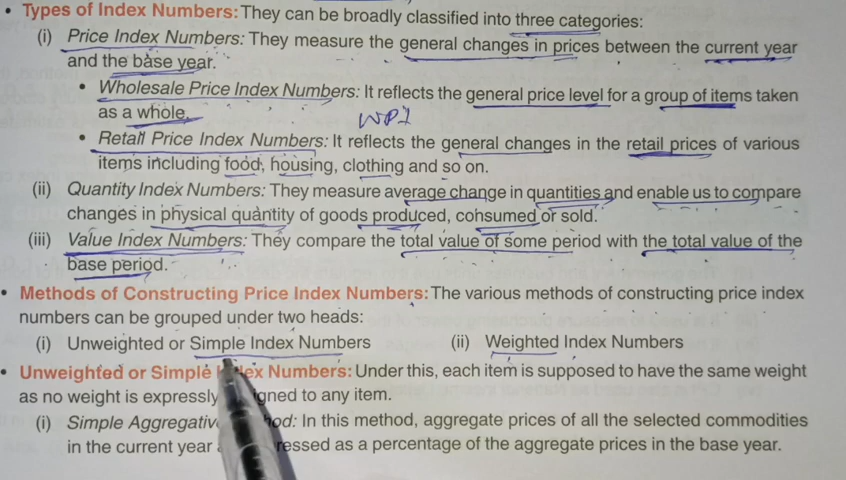 • Types of Index Numbers: They can be broadly classified into three categories:
(i) Price Index Numbers: They measure the general changes in prices between the current year
and the base year.
• Wholesale Price Index Numbers: It reflects the general price level for a group of items taken
as a whole.
WPI
• Retail Price Index Numbers: It reflects the general changes in the retail prices of various
items including food, housing, clothing and so on.
(ii) Quantity Index Numbers: They measure average change in quantities and enable us to compare
changes in physical quantity of goods produced, consumed or sold.
(iii) Value Index Numbers: They compare the total value of some period with the total value of the
base period.
• Methods of Constructing Price Index Numbers: The various methods of constructing price index
numbers can be grouped under two heads:
(i) Unweighted or Simple Index Numbers (ii) Weighted Index Numbers
• Unweighted or Simple Index Numbers: Under this, each item is supposed to have the same weight
as no weight is expressly igned to any item.
(i) Simple Aggregativ hod: In this method, aggregate prices of all the selected commodities
in the current year ressed as a percentage of the aggregate prices in the base year.